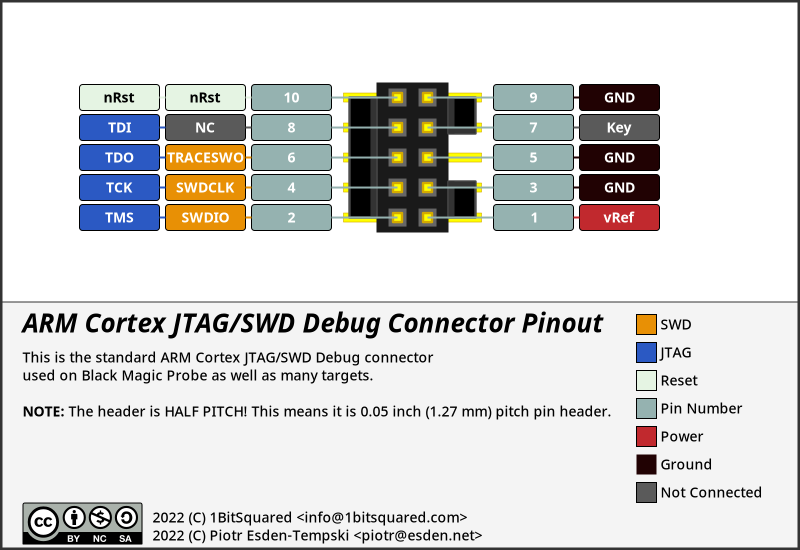 nRst nRst 10 9 GND
TDI NC 8 7 Key
TDO TRACESWO 6 5 GND
TCK SWDCLK 4 3 GND
TMS SWDIO 2 1 vRef
ARM Cortex JTAG/SWD Debug Connector Pinout
This is the standard ARM Cortex JTAG/SWD Debug connector
used on Black Magic Probe as well as many targets.
NOTE: The header is HALF PITCH! This means it is 0.05 inch (1.27 mm) pitch pin header.
SWD
JTAG
Reset
Pin Number
Power
Ground
Not Connected
cc
BY NC SA
2022 (C) 1BitSquared <info@1bitsquared.com>
2022 (C) Piotr Esden-Tempski <piotr@esden.net>